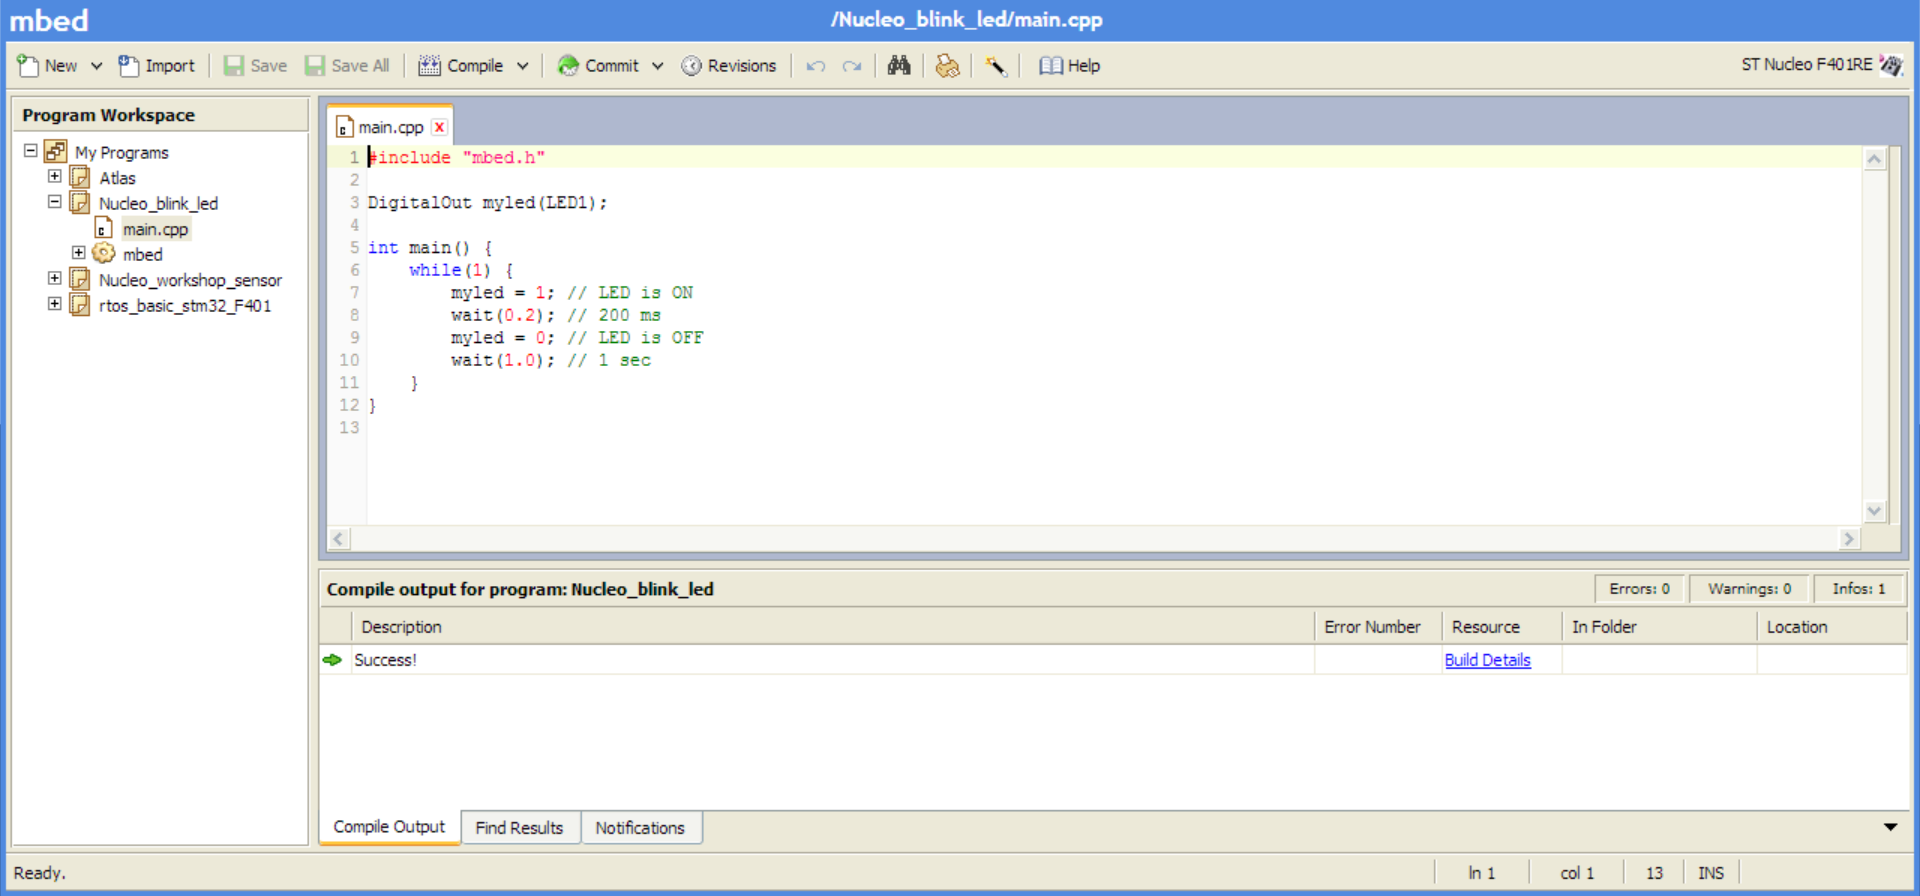 mbed
/Nucleo_blink_led/main.cpp
New Import Save Save All Compile Commit Revisions Help ST Nucleo F401RE
Program Workspace
My Programs
Atlas
Nucleo_blink_led
main.cpp
mbed
Nucleo_workshop_sensor
rtos_basic_stm32_F401
main.cpp x
1 #include "mbed.h"
2
3 DigitalOut myled(LED1);
4
5 int main() {
6     while(1) {
7         myled = 1; // LED is ON
8         wait(0.2); // 200 ms
9         myled = 0; // LED is OFF
10         wait(1.0); // 1 sec
11     }
12 }
13
Compile output for program: Nucleo_blink_led Errors: 0 Warnings: 0 Infos: 1
Description Error Number Resource In Folder Location
Success! Build Details
Compile Output Find Results Notifications
Ready. ln 1 col 1 13 INS